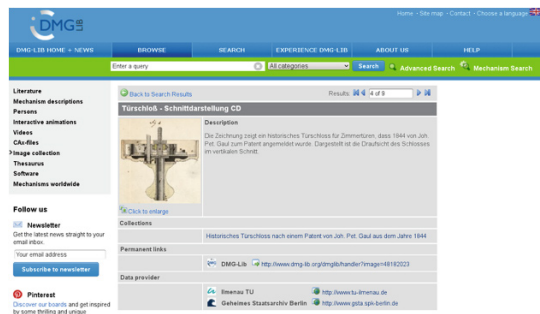 Home - Site map - Contact - Choose a language
DMG LIB
DMG-LIB HOME + NEWS BROWSE SEARCH EXPERIENCE DMG-LIB ABOUT US HELP
Enter a query All categories Search Advanced Search Mechanism Search
Literature
Mechanism descriptions
Persons
Interactive animations
Videos
CAx-files
Image collection
Thesaurus
Software
Mechanisms worldwide
Follow us
Newsletter
Get the latest news straight to your
email inbox.
Your email address
Subscribe to newsletter
Pinterest
Discover our boards and get inspired
by some thrilling and unique
Back to Search Results Results: 4 of 9
Türschloß - Schnittdarstellung CD
Description
Die Zeichnung zeigt ein historisches Türschloss für Zimmertüren, dass 1844 von Joh.
Pet. Gaul zum Patent angemeldet wurde. Dargestellt ist die Draufsicht des Schlosses
im vertikalen Schnitt.
Click to enlarge
Collections
Historisches Türschloss nach einem Patent von Joh. Pet. Gaul aus dem Jahre 1844
Permanent links
DMG-Lib http://www.dmg-lib.org/dmglib/handler?image=48192023
Data provider
Ilmenau TU http://www.tu-ilmenau.de
Geheimes Staatsarchiv Berlin http://www.gsta.spk-berlin.de